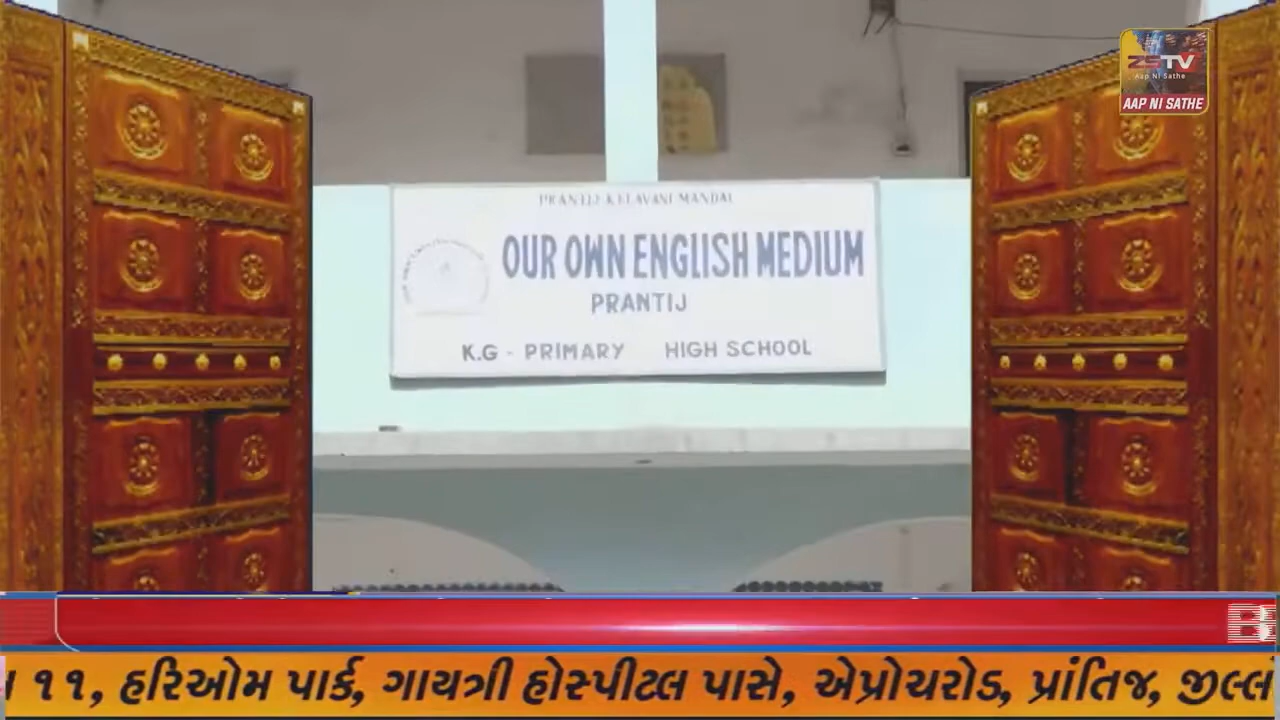 ZSTV
Aap Ni Sathe
AAP NI SATHE
PRANTIJ KELAVANI MANDAL
OUR OWN ENGLISH MEDIUM
PRANTIJ
K.G - PRIMARY HIGH SCHOOL
૧૧, હરિઓમ પાર્ક, ગાયત્રી હોસ્પીટલ પાસે, એપ્રોચરોડ, પ્રાંતિજ,